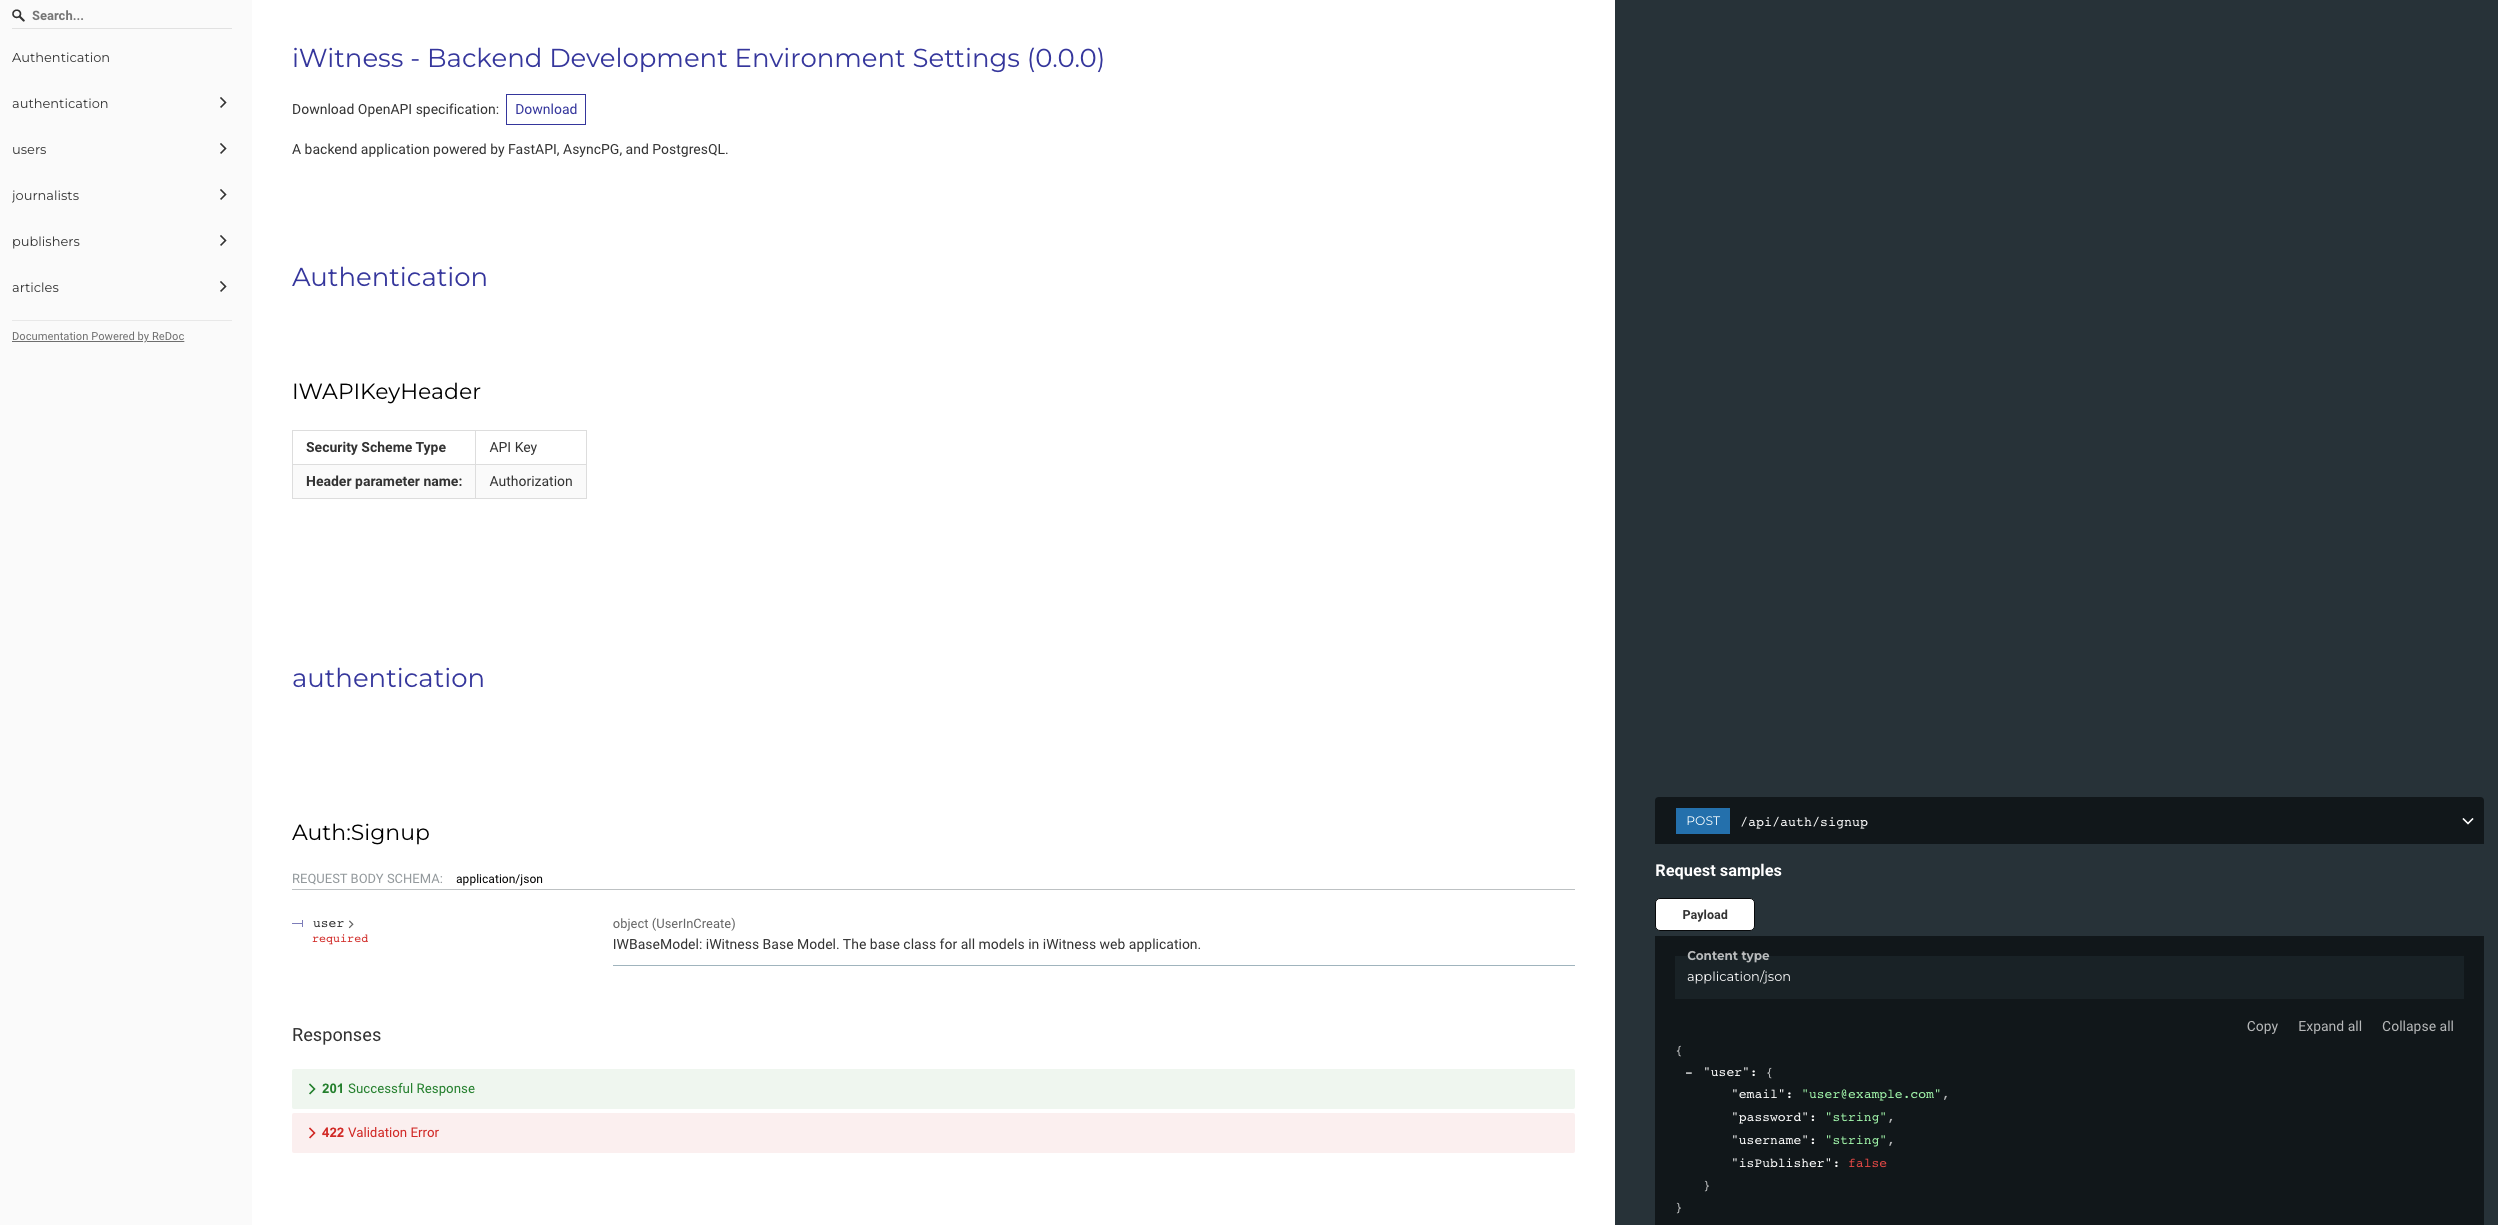 Search...
Authentication
authentication
users
journalists
publishers
articles
Documentation Powered by ReDoc
iWitness - Backend Development Environment Settings (0.0.0)
Download OpenAPI specification: Download
A backend application powered by FastAPI, AsyncPG, and PostgresQL.
Authentication
IWAPIKeyHeader
Security Scheme Type API Key
Header parameter name: Authorization
authentication
Auth:Signup
REQUEST BODY SCHEMA: application/json
user
required
object (UserInCreate)
IWBaseModel: iWitness Base Model. The base class for all models in iWitness web application.
Responses
201 Successful Response
422 Validation Error
POST /api/auth/signup
Request samples
Payload
Content type
application/json
Copy Expand all Collapse all
{
- "user": {
"email": "user@example.com",
"password": "string",
"username": "string",
"isPublisher": false
}
}